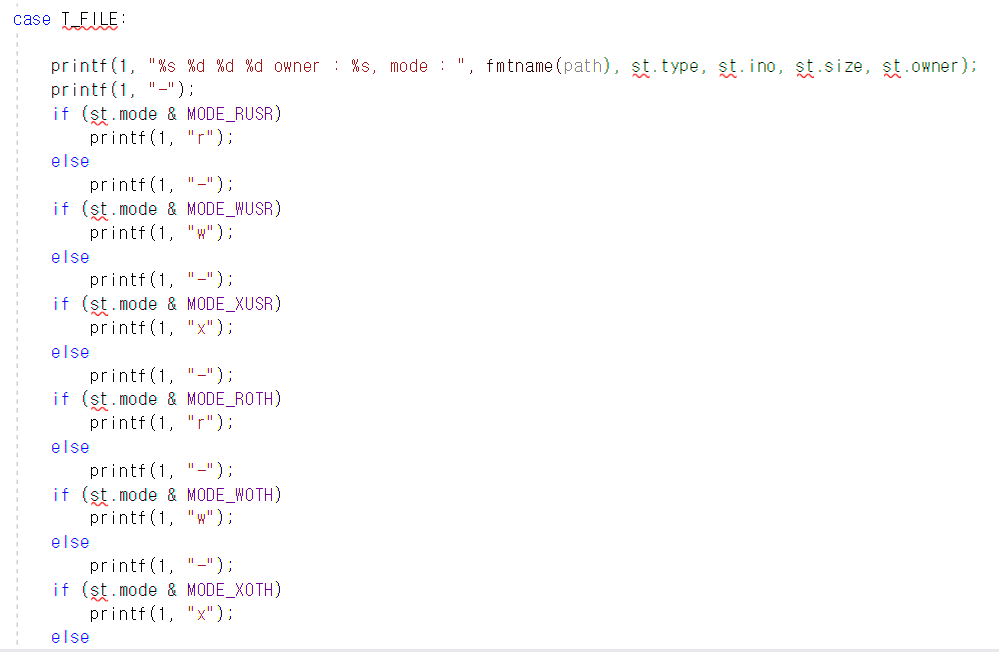 case T_FILE:
printf(1, "%s %d %d %d owner : %s, mode : ", fmtname(path), st.type, st.ino, st.size, st.owner);
printf(1, "-");
if (st.mode & MODE_RUSR)
printf(1, "r");
else
printf(1, "-");
if (st.mode & MODE_WUSR)
printf(1, "w");
else
printf(1, "-");
if (st.mode & MODE_XUSR)
printf(1, "x");
else
printf(1, "-");
if (st.mode & MODE_ROTH)
printf(1, "r");
else
printf(1, "-");
if (st.mode & MODE_WOTH)
printf(1, "w");
else
printf(1, "-");
if (st.mode & MODE_XOTH)
printf(1, "x");
else